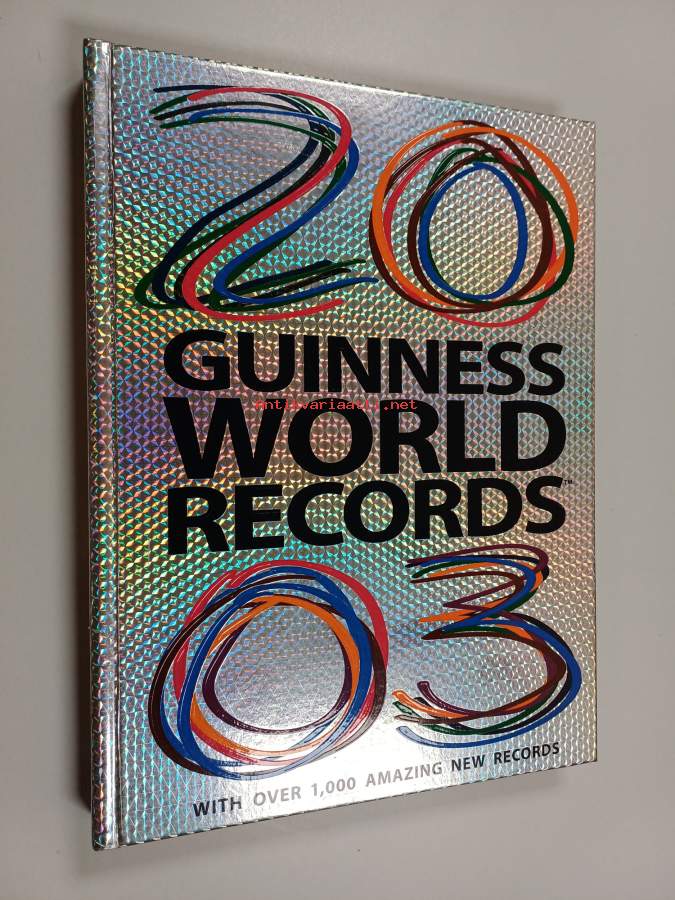 20
GUINNESS
antikvariaatti.net
WORLD
RECORDS™
03
WITH OVER 1,000 AMAZING NEW RECORDS